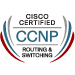 CISCO
CERTIFIED
CCNP
ROUTING &
SWITCHING